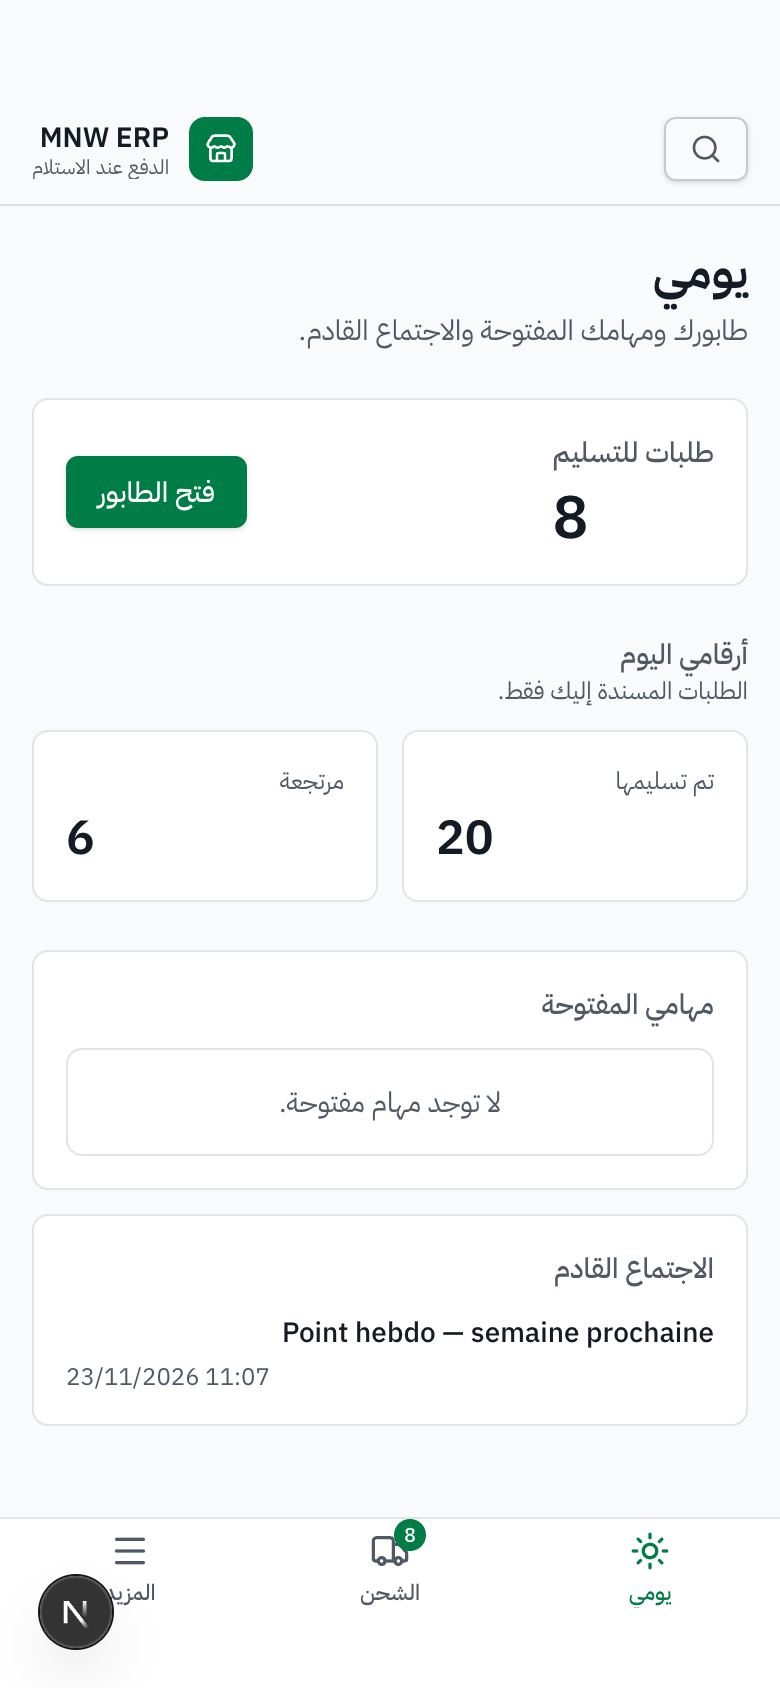 MNW ERP
الدفع عند الاستلام
يومي
طابورك ومهامك المفتوحة والاجتماع القادم.
طلبات للتسليم
8
فتح الطابور
أرقامي اليوم
الطلبات المسندة إليك فقط.
تم تسليمها
20
مرتجعة
6
مهامي المفتوحة
لا توجد مهام مفتوحة.
الاجتماع القادم
Point hebdo — semaine prochaine
23/11/2026 11:07
يومي
8
الشحن
المزيد
N